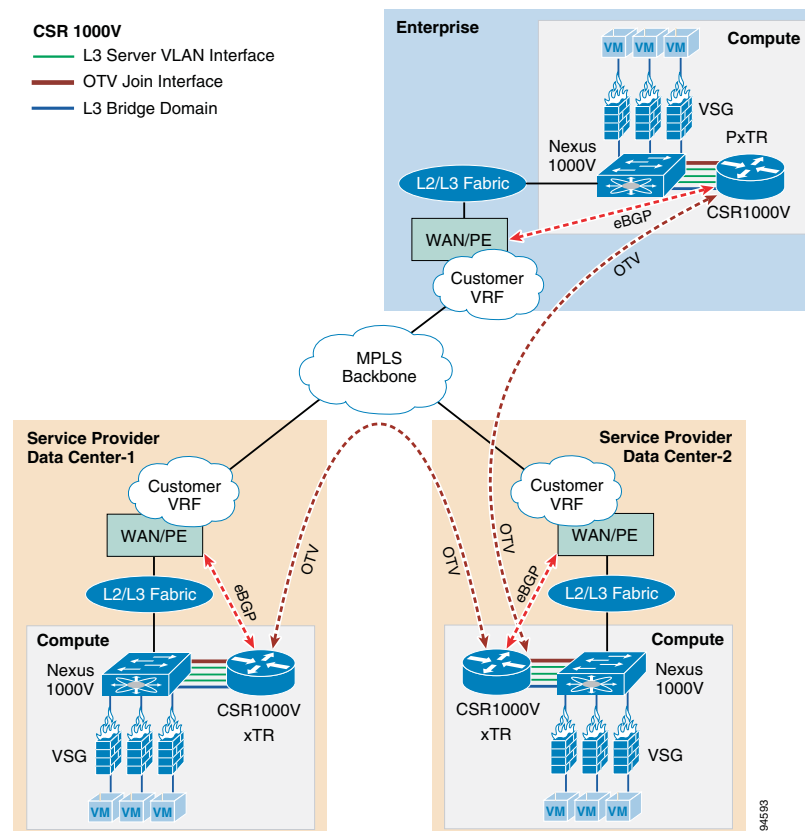 CSR 1000V
L3 Server VLAN Interface
OTV Join Interface
L3 Bridge Domain
Enterprise
Compute
VM
VM
VM
VSG
PxTR
Nexus
1000V
CSR1000V
L2/L3 Fabric
eBGP
WAN/PE
OTV
Customer
VRF
MPLS
Backbone
Service Provider
Data Center-1
Customer
VRF
WAN/PE
OTV
eBGP
L2/L3 Fabric
Compute
Nexus
1000V
CSR1000V
xTR
VSG
VM
VM
VM
Service Provider
Data Center-2
Customer
VRF
WAN/PE
OTV
OTV
eBGP
L2/L3 Fabric
Compute
Nexus
1000V
CSR1000V
xTR
VSG
VM
VM
VM
94593